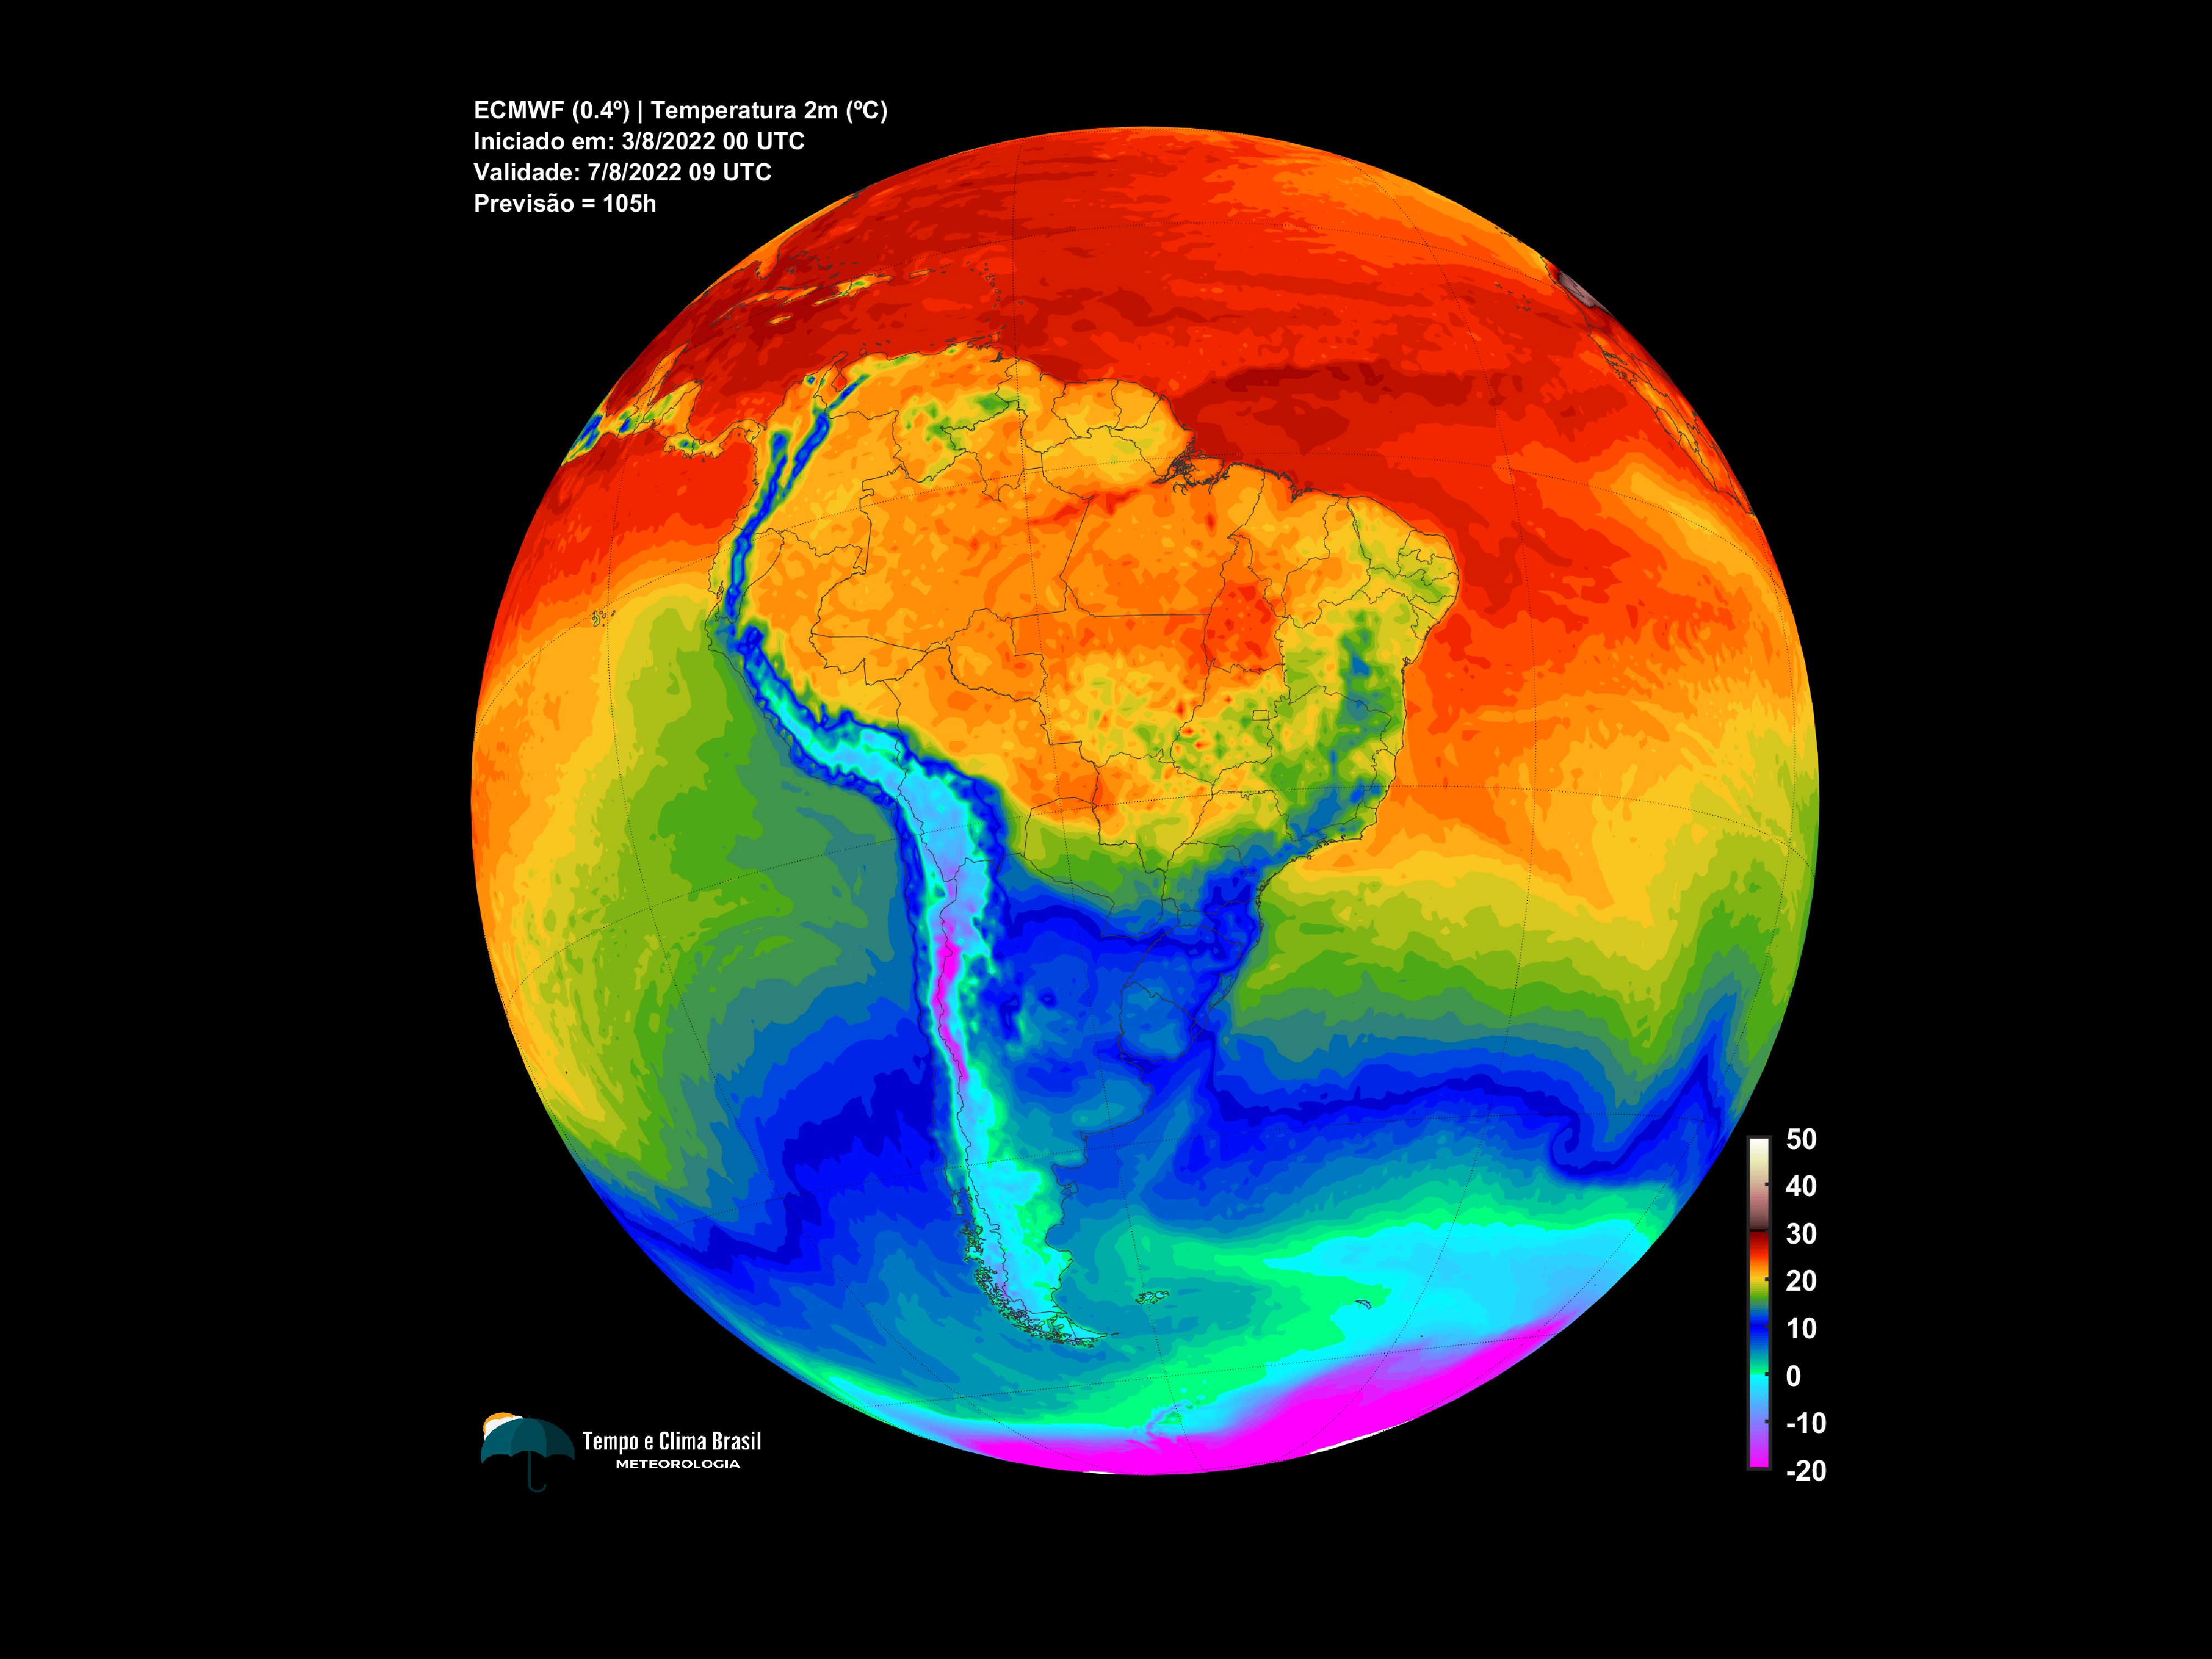 ECMWF (0.4º) | Temperatura 2m (ºC)
Iniciado em: 3/8/2022 00 UTC
Validade: 7/8/2022 09 UTC
Previsão = 105h
50
40
30
20
10
0
-10
-20
Tempo e Clima Brasil
METEOROLOGIA